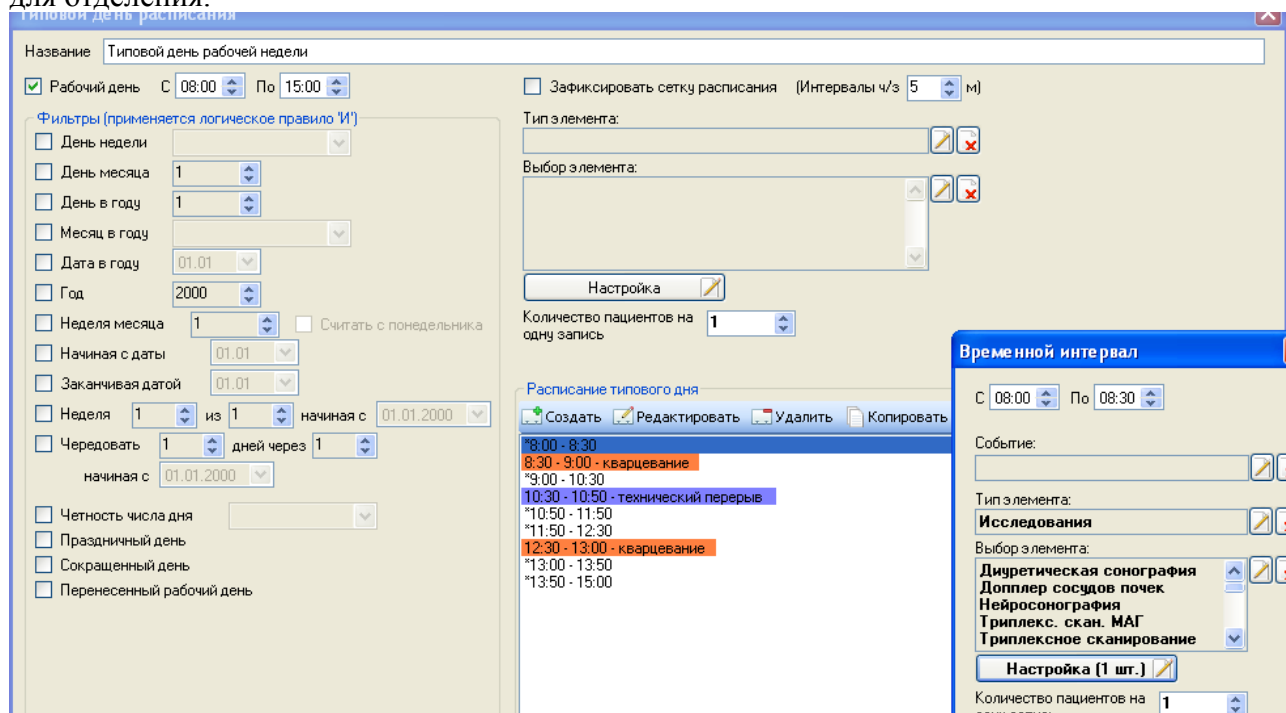 для отделения.
Типовой день расписания
Название Типовой день рабочей недели
Рабочий день С 08:00 По 15:00
Зафиксировать сетку расписания (Интервалы ч/з 5 м)
Фильтры (применяется логическое правило 'И')
День недели
День месяца 1
День в году 1
Месяц в году
Дата в году 01.01
Год 2000
Неделя месяца 1 Считать с понедельника
Начиная с даты 01.01
Заканчивая датой 01.01
Неделя 1 из 1 начиная с 01.01.2000
Чередовать 1 дней через 1
начиная с 01.01.2000
Четность числа дня
Праздничный день
Сокращенный день
Перенесенный рабочий день
Тип элемента:
Выбор элемента:
Настройка
Количество пациентов на
одну запись 1
Расписание типового дня
Создать Редактировать Удалить Копировать
*8:00 - 8:30
8:30 - 9:00 - кварцевание
*9:00 - 10:30
10:30 - 10:50 - технический перерыв
*10:50 - 11:50
*11:50 - 12:30
12:30 - 13:00 - кварцевание
*13:00 - 13:50
*13:50 - 15:00
Временной интервал
С 08:00 По 08:30
Событие:
Тип элемента:
Исследования
Выбор элемента:
Диуретическая сонография
Допплер сосудов почек
Нейросонография
Триплекс. скан. МАГ
Триплексное сканирование
Настройка (1 шт.)
Количество пациентов на 1